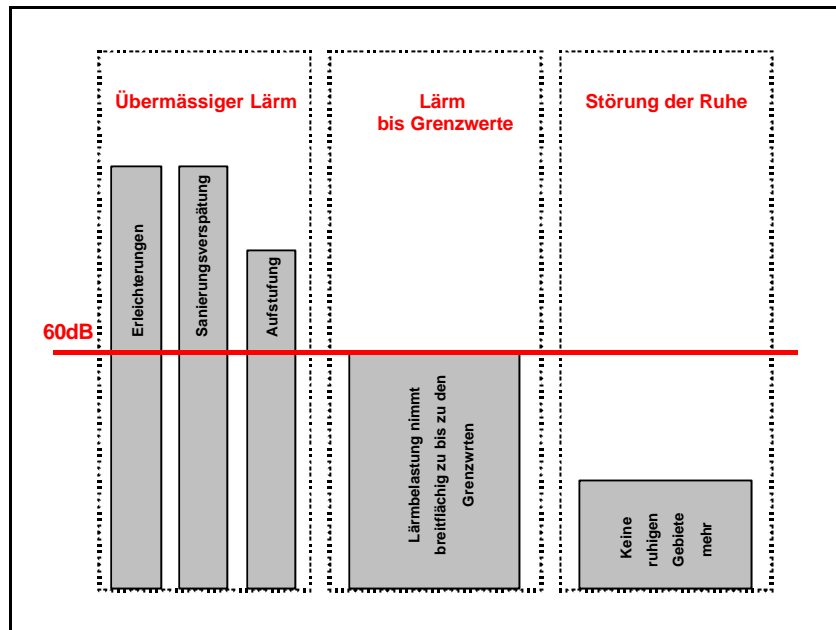 Übermässiger Lärm
Lärm
bis Grenzwerte
Störung der Ruhe
Erleichterungen
Sanierungsverspätung
Aufstufung
60dB
Lärmbelastung nimmt
breitflächig zu bis zu den
Grenzwrten
Keine
ruhigen
Gebiete
mehr